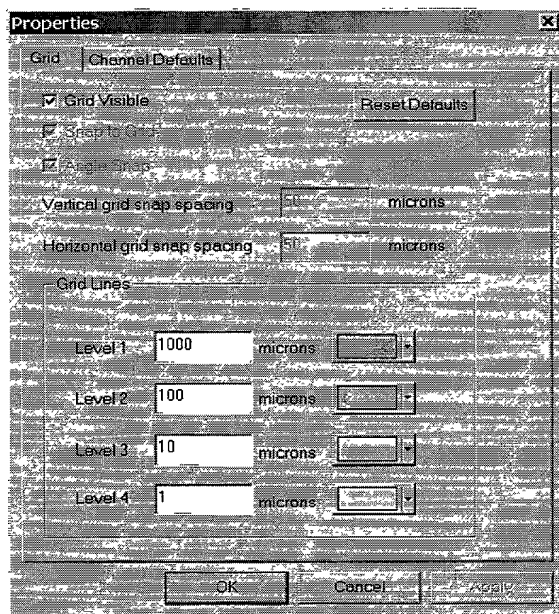 Properties
Grid Channel Defaults
Grid Visible Reset Defaults
Snap to Grid
Angle Snap
Vertical grid snap spacing 50 microns
Horizontal grid snap spacing 50 microns
Grid Lines
Level 1 1000 microns
Level 2 100 microns
Level 3 10 microns
Level 4 1 microns
OK Cancel Apply